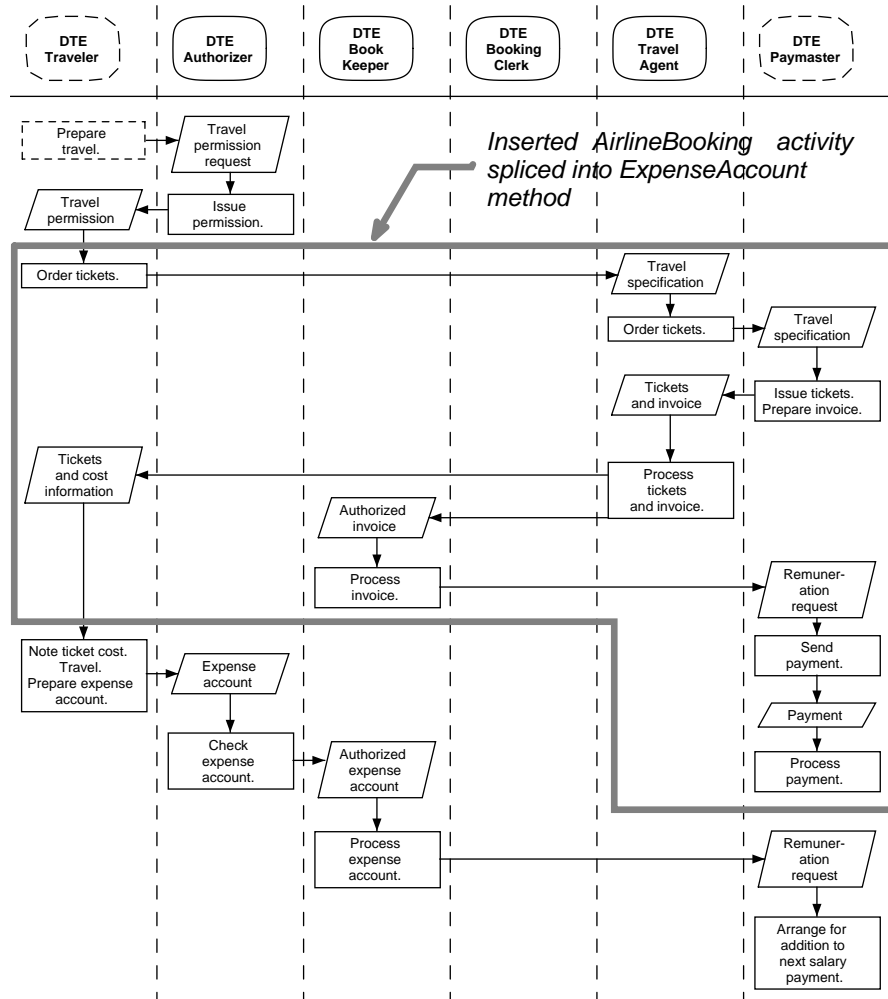 DTE
Traveler
DTE
Authorizer
DTE
Book
Keeper
DTE
Booking
Clerk
DTE
Travel
Agent
DTE
Paymaster
Prepare
travel.
Travel
permission
request
Inserted AirlineBooking activity
spliced into ExpenseAccount
method
Travel
permission
Issue
permission.
Order tickets.
Travel
specification
Order tickets.
Travel
specification
Tickets
and invoice
Issue tickets.
Prepare invoice.
Tickets
and cost
information
Process
tickets
and invoice.
Authorized
invoice
Process
invoice.
Remuner-
ation
request
Note ticket cost.
Travel.
Prepare expense
account.
Expense
account
Send
payment.
Payment
Check
expense
account.
Authorized
expense
account
Process
payment.
Process
expense
account.
Remuner-
ation
request
Arrange for
addition to
next salary
payment.